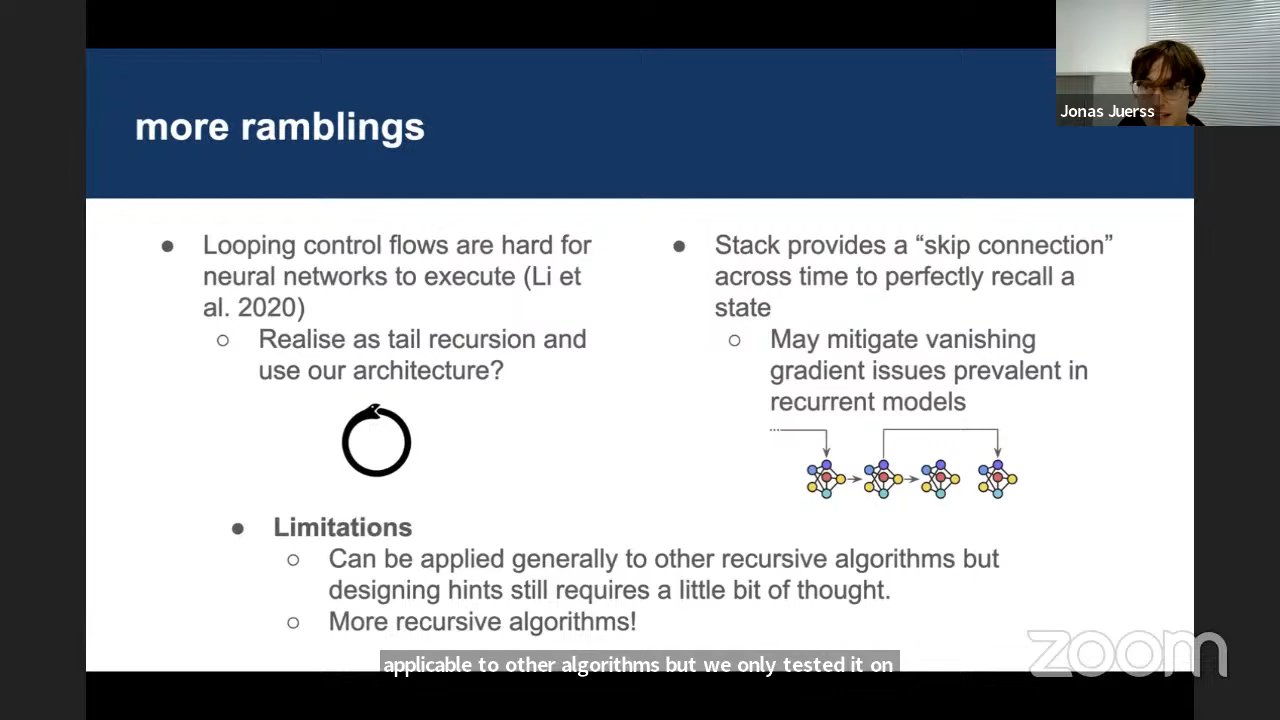 more ramblings
Jonas Juerss
● Looping control flows are hard for
neural networks to execute (Li et
al. 2020)
○ Realise as tail recursion and
use our architecture?
● Stack provides a “skip connection”
across time to perfectly recall a
state
○ May mitigate vanishing
gradient issues prevalent in
recurrent models
● Limitations
○ Can be applied generally to other recursive algorithms but
designing hints still requires a little bit of thought.
○ More recursive algorithms!
applicable to other algorithms but we only tested it on
zoom